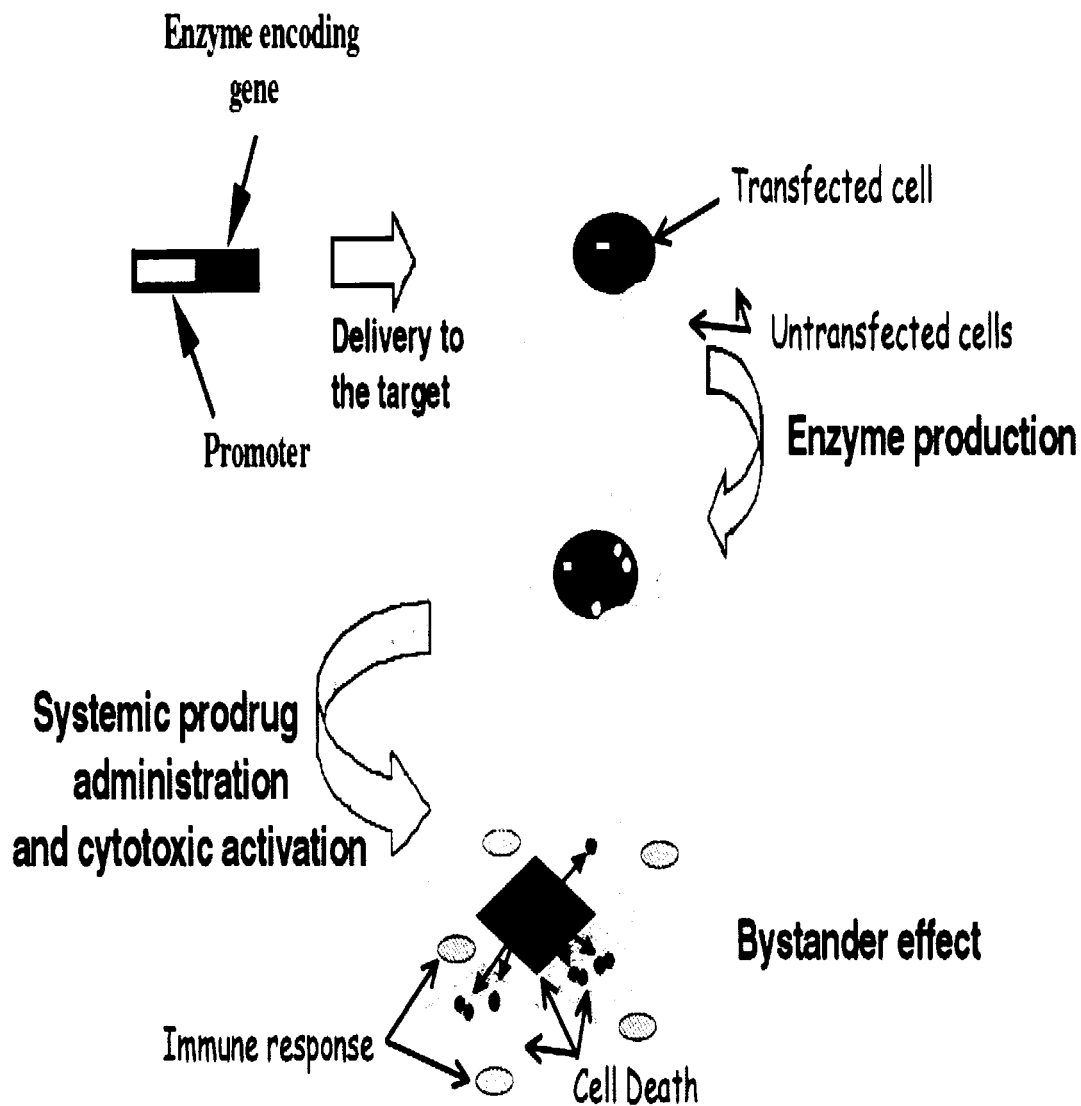 Enzyme encoding
gene
Transfected cell
Delivery to
the target
Untransfected cells
Promoter
Enzyme production
Systemic prodrug
administration
and cytotoxic activation
Bystander effect
Immune response
Cell Death